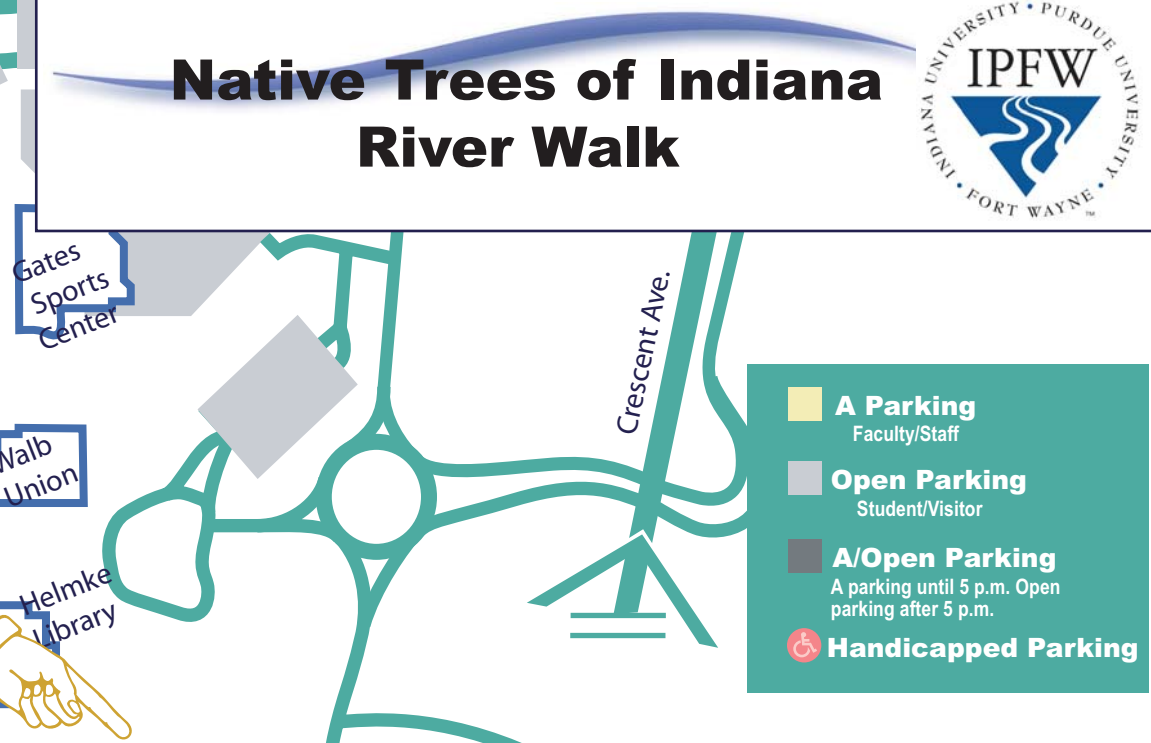 Native Trees of Indiana
River Walk
INDIANA UNIVERSITY • PURDUE UNIVERSITY •
FORT WAYNE •
TM
IPFW
Gates
Sports
Center
Crescent Ave.
Walb
Union
Helmke
Library
A Parking
Faculty/Staff
Open Parking
Student/Visitor
A/Open Parking
A parking until 5 p.m. Open
parking after 5 p.m.
Handicapped Parking